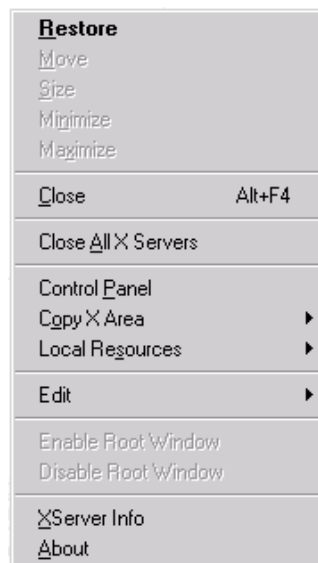 Restore
Move
Size
Minimize
Maximize
Close Alt+F4
Close All X Servers
Control Panel
Copy X Area
Local Resources
Edit
Enable Root Window
Disable Root Window
XServer Info
About